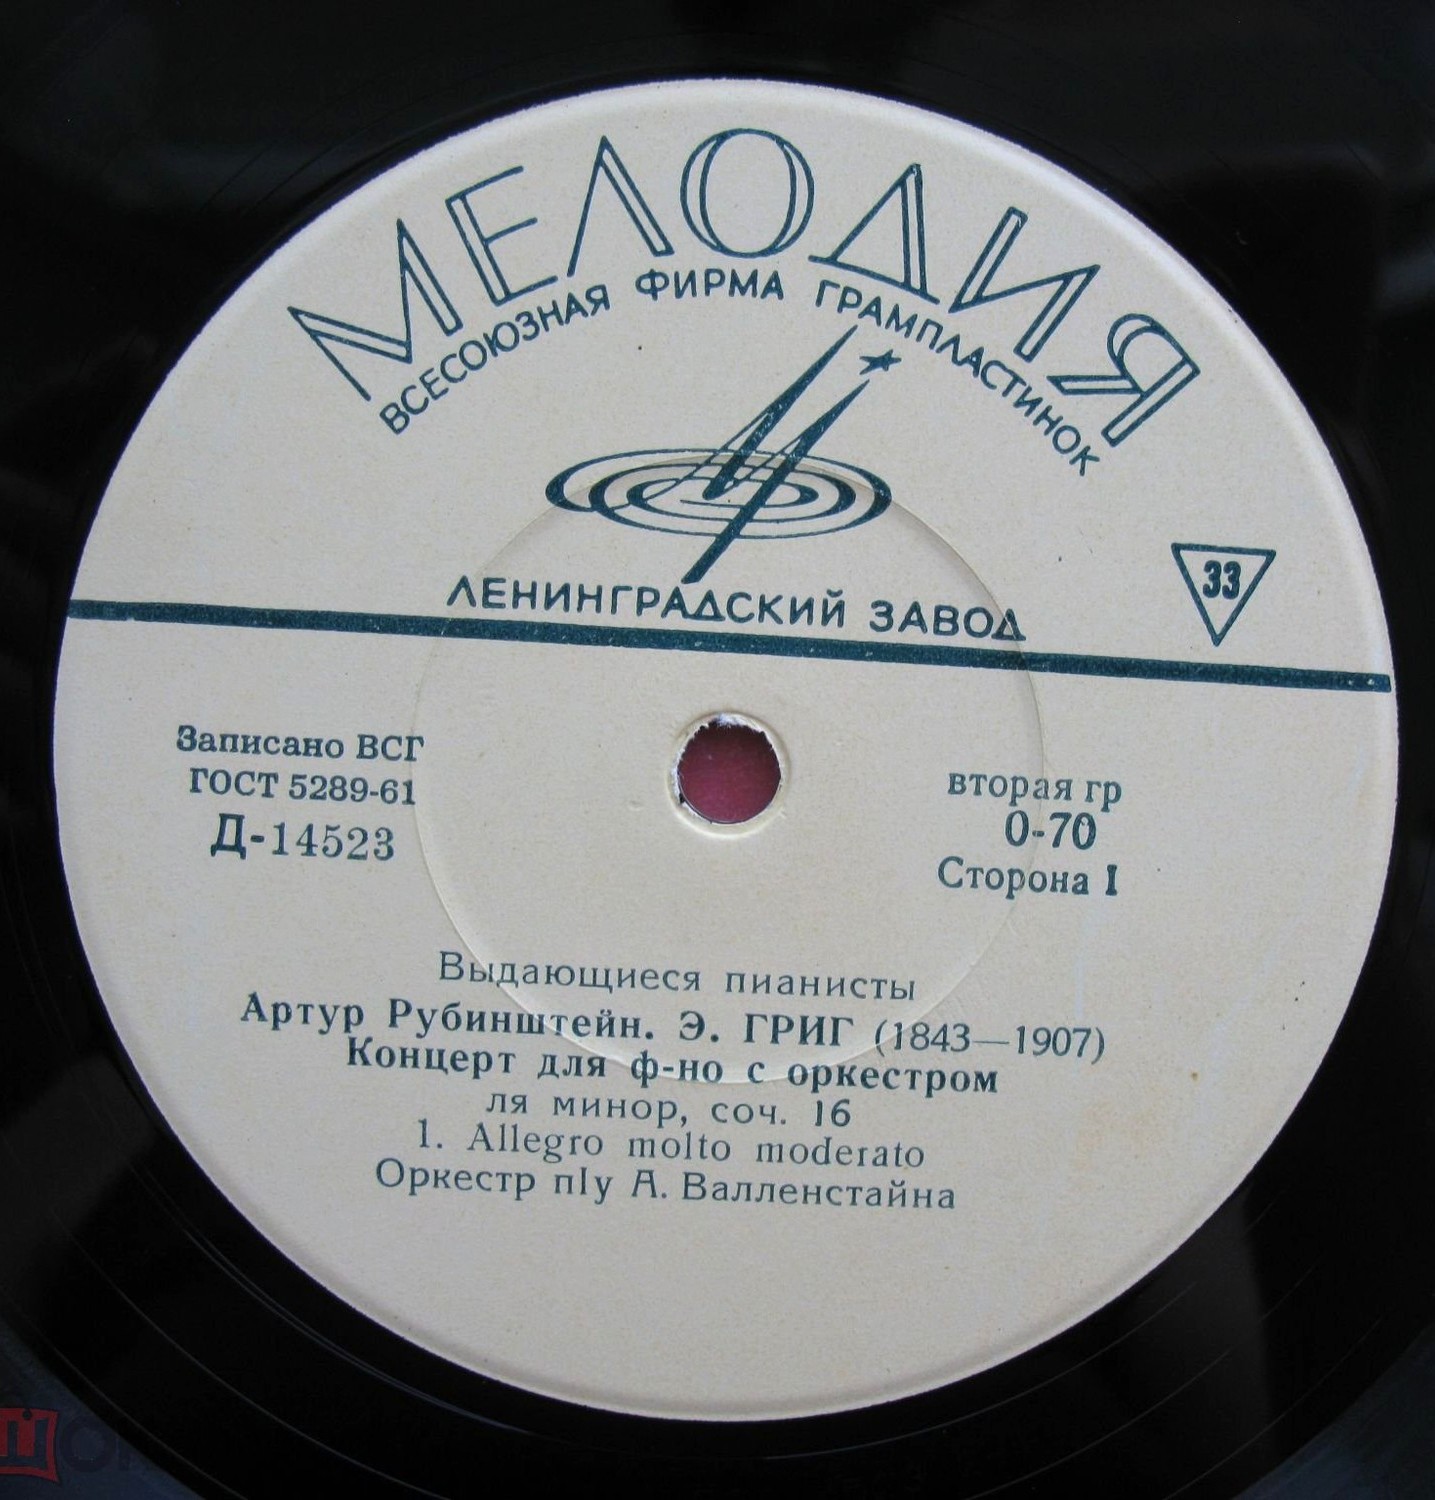 МЕЛОДИЯ
ВСЕСОЮЗНАЯ ФИРМА ГРАМПЛАСТИНОК
ЛЕНИНГРАДСКИЙ ЗАВОД
33
Записано ВСГ
ГОСТ 5289-61
Д-14523
вторая гр
0-70
Сторона I
Выдающиеся пианисты
Артур Рубинштейн. Э. ГРИГ (1843—1907)
Концерт для ф-но с оркестром
ля минор, соч. 16
1. Allegro molto moderato
Оркестр п/у А. Валленстайна